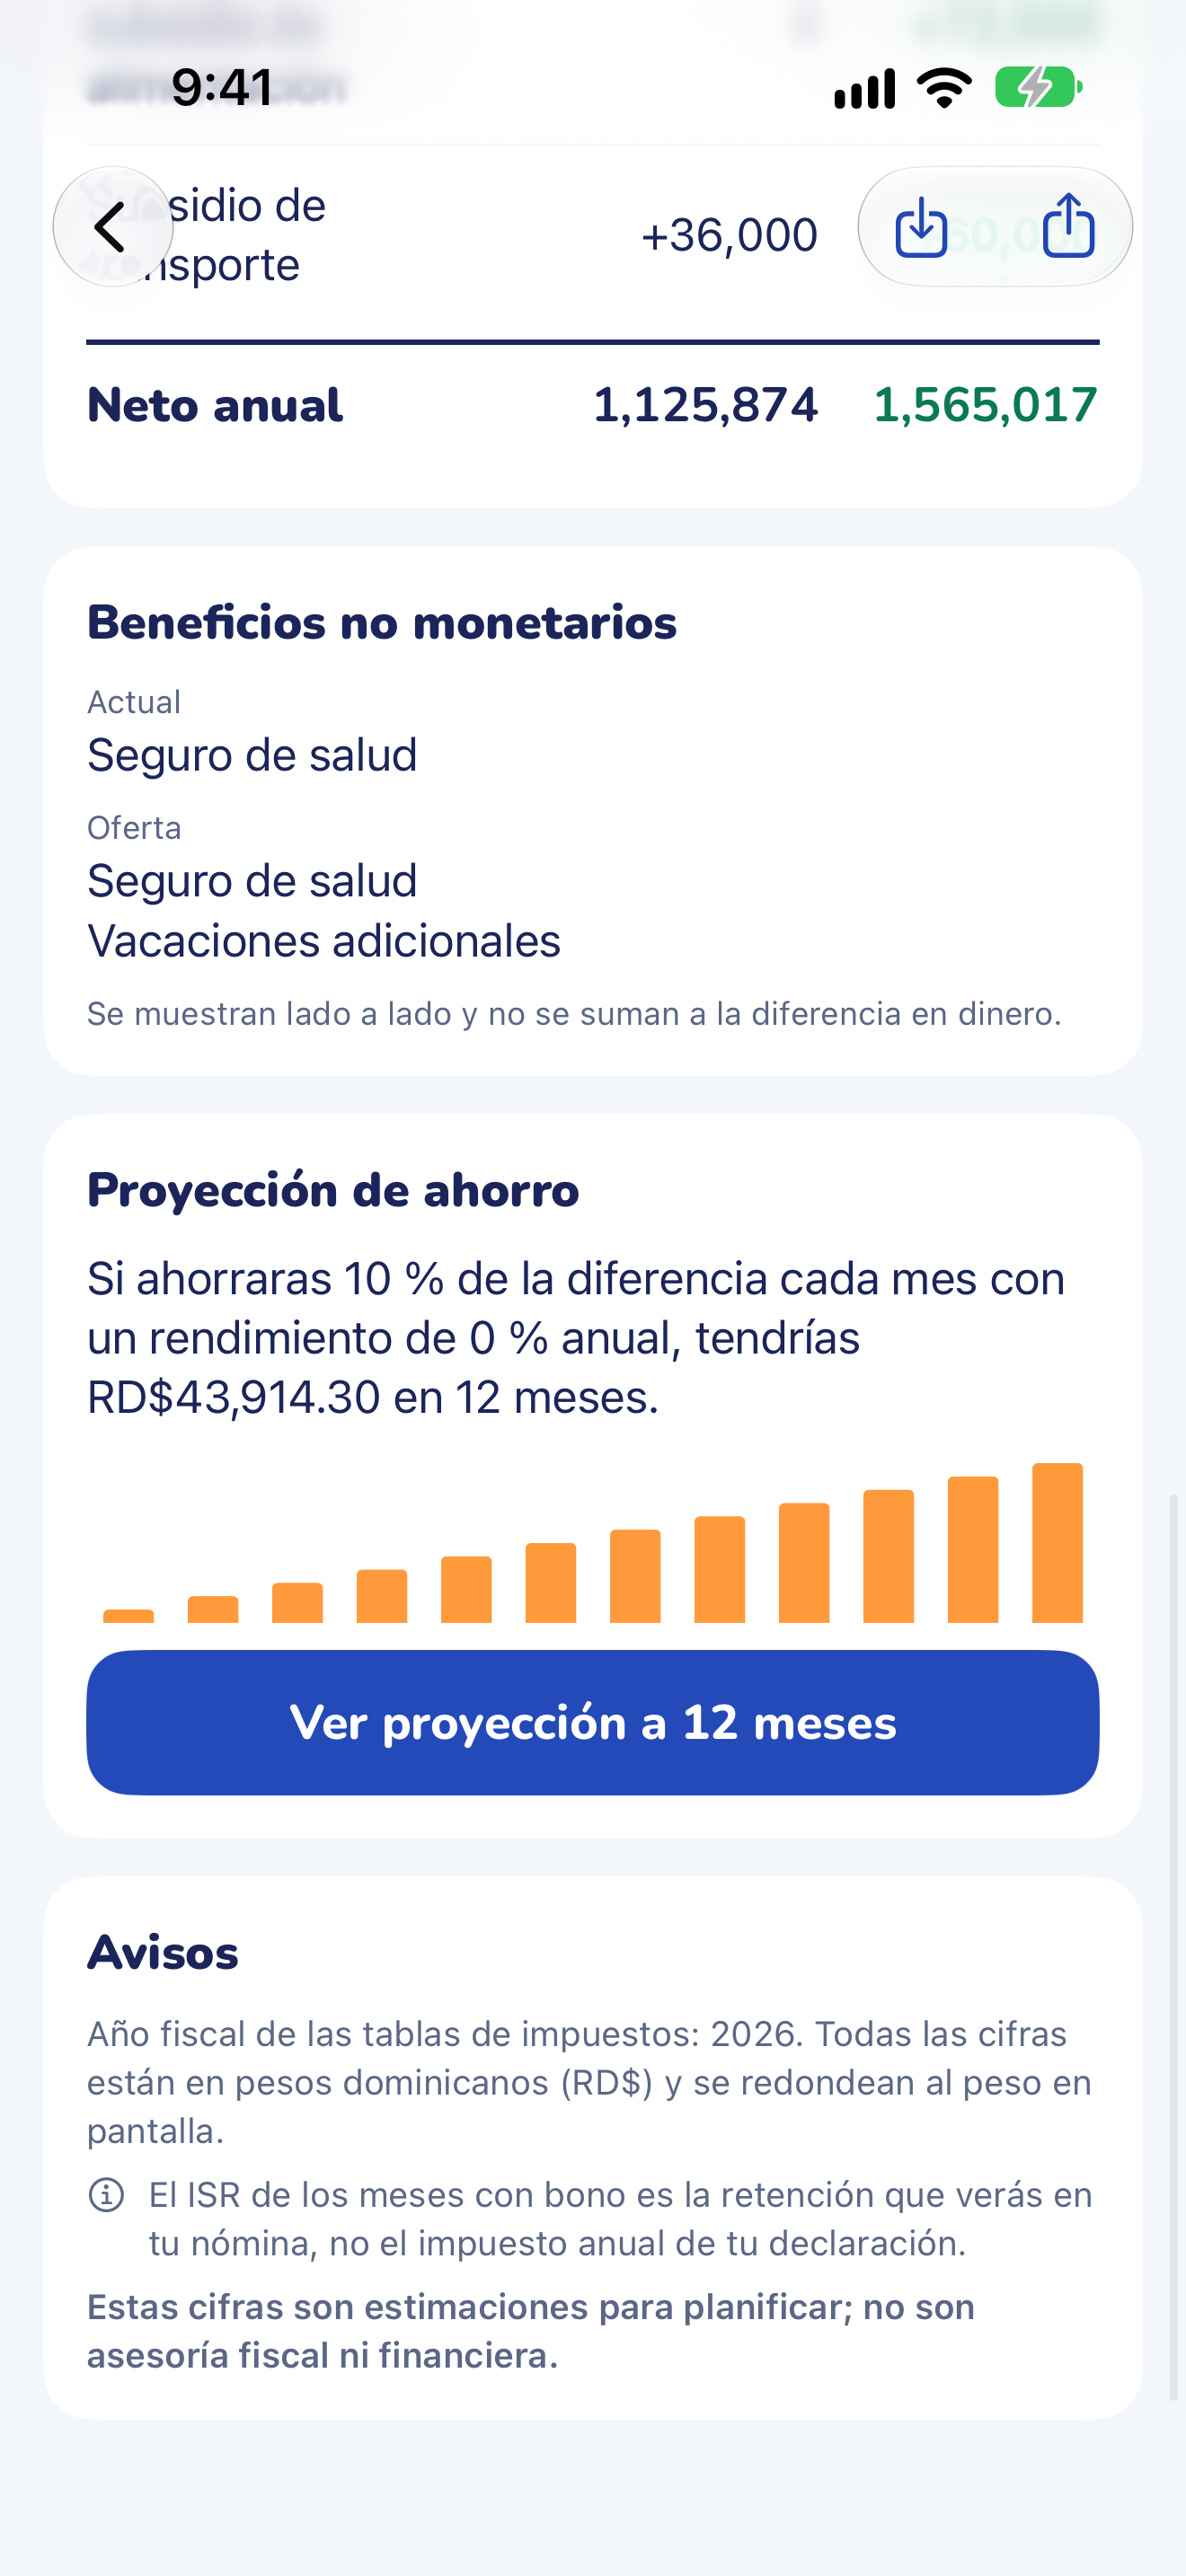 9:41
sidio de
nsporte
+36,000
Neto anual 1,125,874 1,565,017
Beneficios no monetarios
Actual
Seguro de salud
Oferta
Seguro de salud
Vacaciones adicionales
Se muestran lado a lado y no se suman a la diferencia en dinero.
Proyección de ahorro
Si ahorraras 10 % de la diferencia cada mes con
un rendimiento de 0 % anual, tendrías
RD$43,914.30 en 12 meses.
Ver proyección a 12 meses
Avisos
Año fiscal de las tablas de impuestos: 2026. Todas las cifras
están en pesos dominicanos (RD$) y se redondean al peso en
pantalla.
El ISR de los meses con bono es la retención que verás en
tu nómina, no el impuesto anual de tu declaración.
Estas cifras son estimaciones para planificar; no son
asesoría fiscal ni financiera.